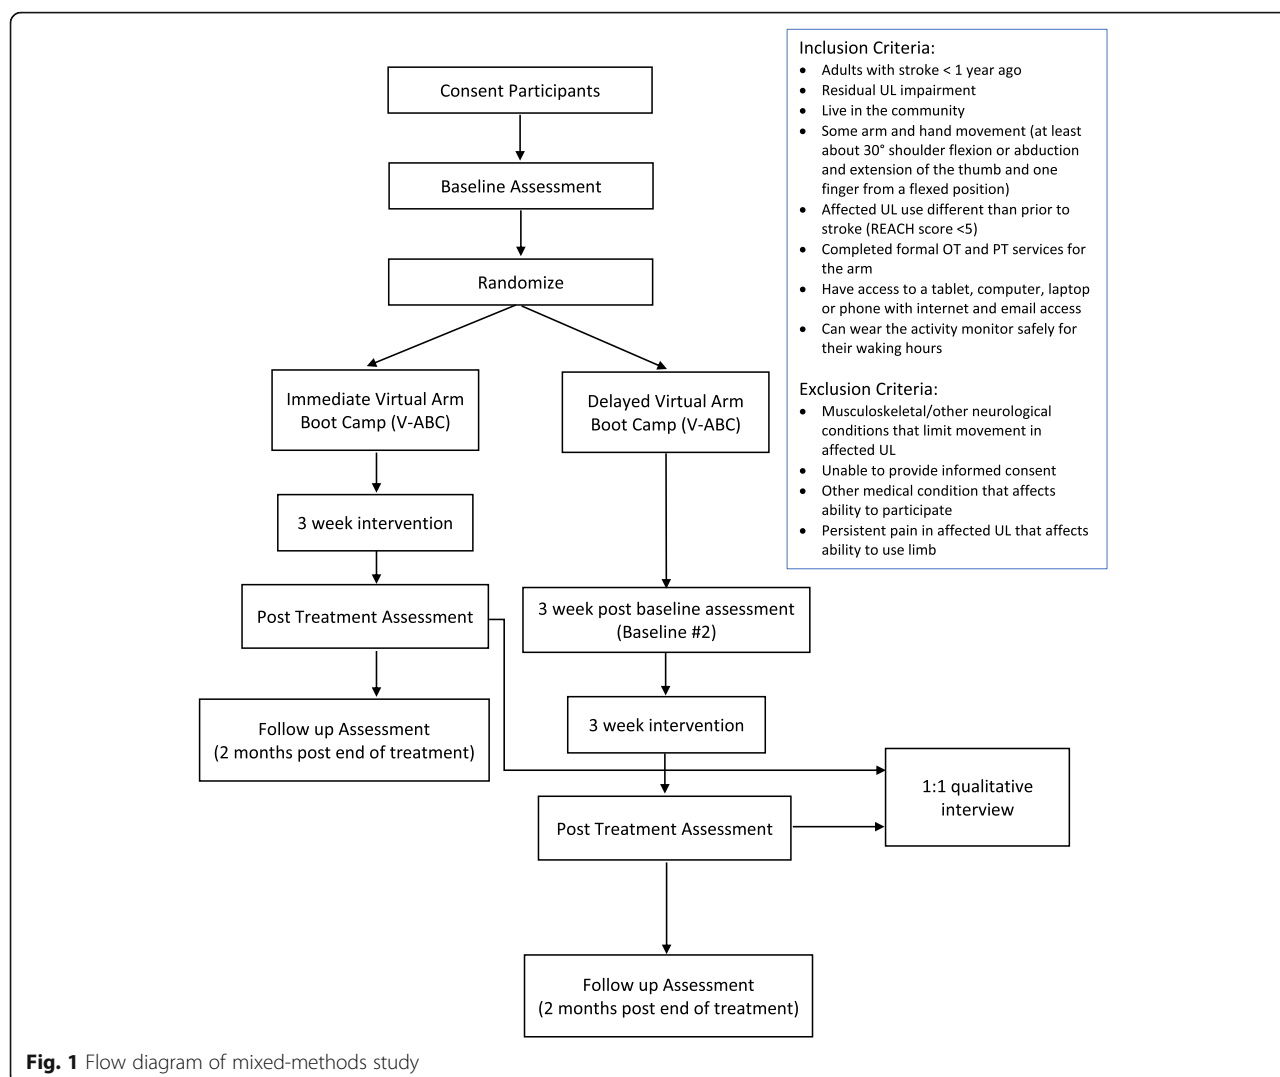 Consent Participants
Baseline Assessment
Randomize
Immediate Virtual Arm
Boot Camp (V-ABC)
3 week intervention
Post Treatment Assessment
Follow up Assessment
(2 months post end of treatment)
Delayed Virtual Arm
Boot Camp (V-ABC)
3 week post baseline assessment
(Baseline #2)
3 week intervention
Post Treatment Assessment
Follow up Assessment
(2 months post end of treatment)
1:1 qualitative
interview
Inclusion Criteria:
• Adults with stroke < 1 year ago
• Residual UL impairment
• Live in the community
• Some arm and hand movement (at least
about 30° shoulder flexion or abduction
and extension of the thumb and one
finger from a flexed position)
• Affected UL use different than prior to
stroke (REACH score <5)
• Completed formal OT and PT services for
the arm
• Have access to a tablet, computer, laptop
or phone with internet and email access
• Can wear the activity monitor safely for
their waking hours
Exclusion Criteria:
• Musculoskeletal/other neurological
conditions that limit movement in
affected UL
• Unable to provide informed consent
• Other medical condition that affects
ability to participate
• Persistent pain in affected UL that affects
ability to use limb
Fig. 1 Flow diagram of mixed-methods study